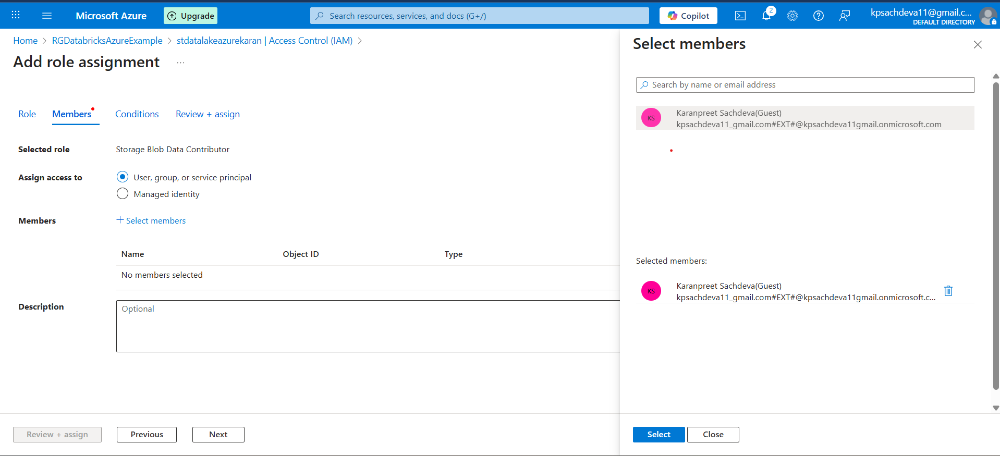 Microsoft Azure
Upgrade
Search resources, services, and docs (G+/)
Copilot
2
kpsachdeva11@gmail.c...
DEFAULT DIRECTORY
Home > RGDatabricksAzureExample > stdatalakeazurekaran | Access Control (IAM) >
Add role assignment ...
Role Members Conditions Review + assign
Selected role Storage Blob Data Contributor
Assign access to User, group, or service principal
Managed identity
Members + Select members
Name Object ID Type
No members selected
Description Optional
Review + assign Previous Next
Select members
Search by name or email address
KS
Karanpreet Sachdeva(Guest)
kpsachdeva11_gmail.com#EXT#@kpsachdeva11gmail.onmicrosoft.com
Selected members:
KS
Karanpreet Sachdeva(Guest)
kpsachdeva11_gmail.com#EXT#@kpsachdeva11gmail.onmicrosoft.c...
Select Close